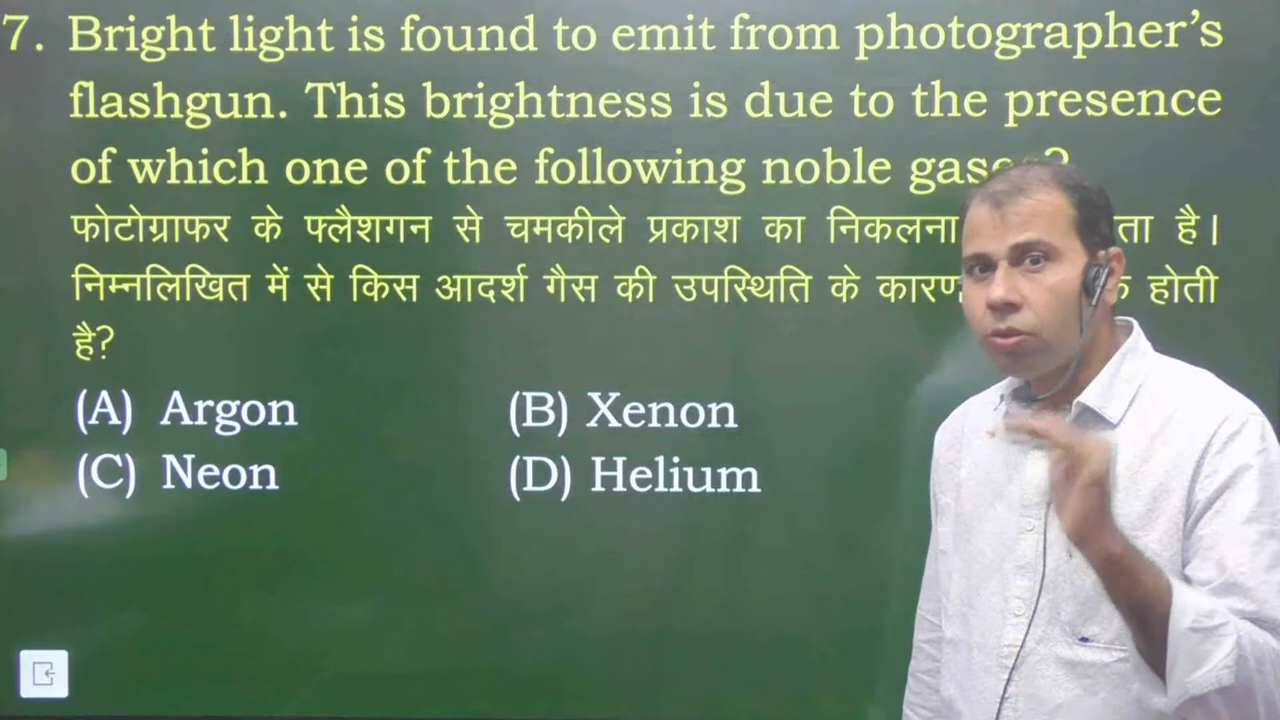 7. Bright light is found to emit from photographer's
flashgun. This brightness is due to the presence
of which one of the following noble
फोटोग्राफर के फ्लैशगन से चमकीले प्रकाश का निकलना है।
निम्नलिखित में से किस आदर्श गैस की उपस्थिति के होती
है?
(A) Argon (B) Xenon
(C) Neon (D) Helium